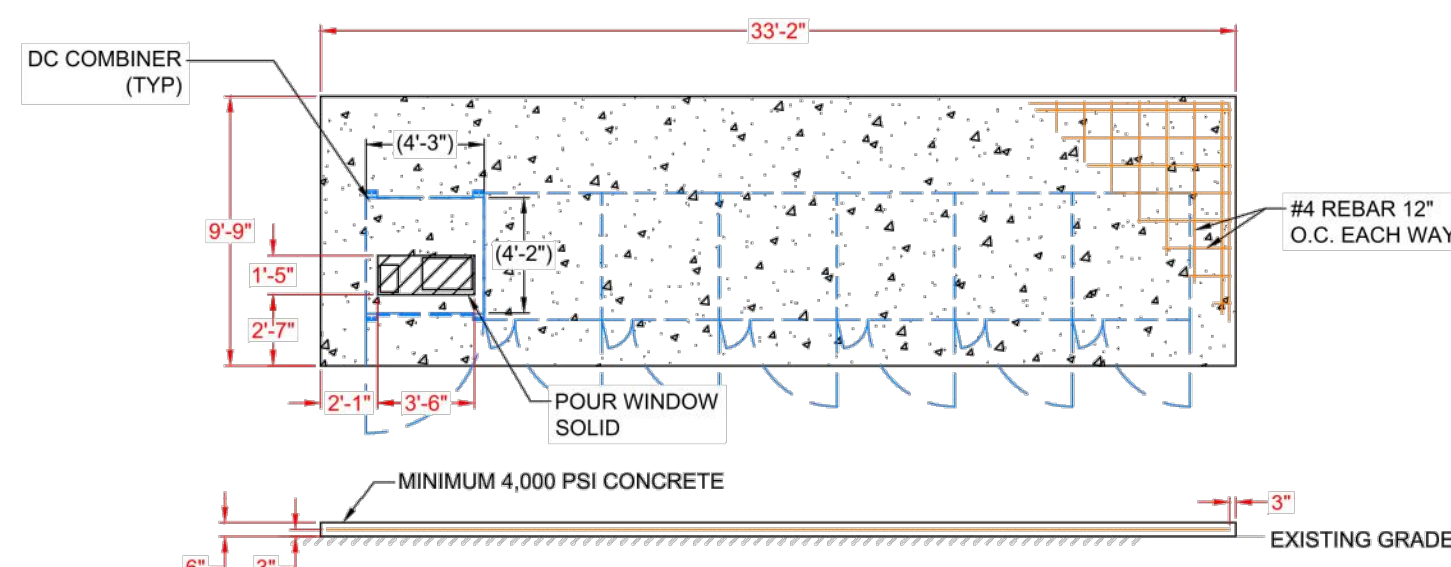 33'-2"
DC COMBINER
(TYP)
(4'-3")
#4 REBAR 12"
O.C. EACH WAY
9'-9"
(4'-2")
1'-5"
2'-7"
2'-1"
3'-6"
POUR WINDOW
SOLID
MINIMUM 4,000 PSI CONCRETE
3"
EXISTING GRADE
6"
3"